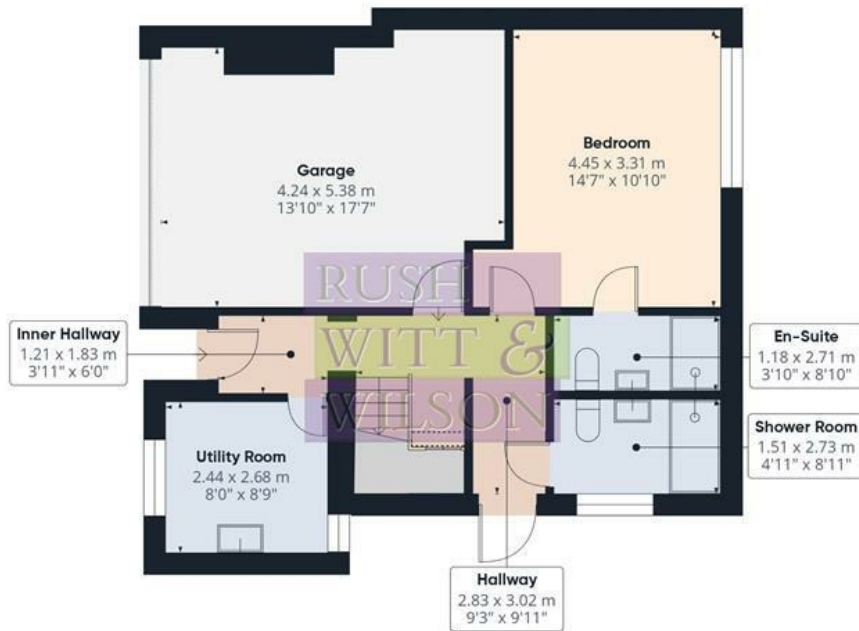 Garage
4.24 x 5.38 m
13'10" x 17'7"
Bedroom
4.45 x 3.31 m
14'7" x 10'10"
RUSH
WITT &
WILSON
Inner Hallway
1.21 x 1.83 m
3'11" x 6'0"
En-Suite
1.18 x 2.71 m
3'10" x 8'10"
Utility Room
2.44 x 2.68 m
8'0" x 8'9"
Shower Room
1.51 x 2.73 m
4'11" x 8'11"
Hallway
2.83 x 3.02 m
9'3" x 9'11"